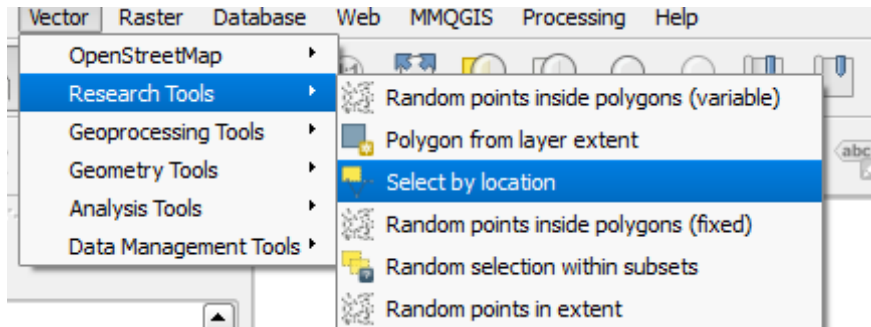 Vector Raster Database Web MMQGIS Processing Help
OpenStreetMap
Research Tools
Geoprocessing Tools
Geometry Tools
Analysis Tools
Data Management Tools
Random points inside polygons (variable)
Polygon from layer extent
Select by location
Random points inside polygons (fixed)
Random selection within subsets
Random points in extent
abc